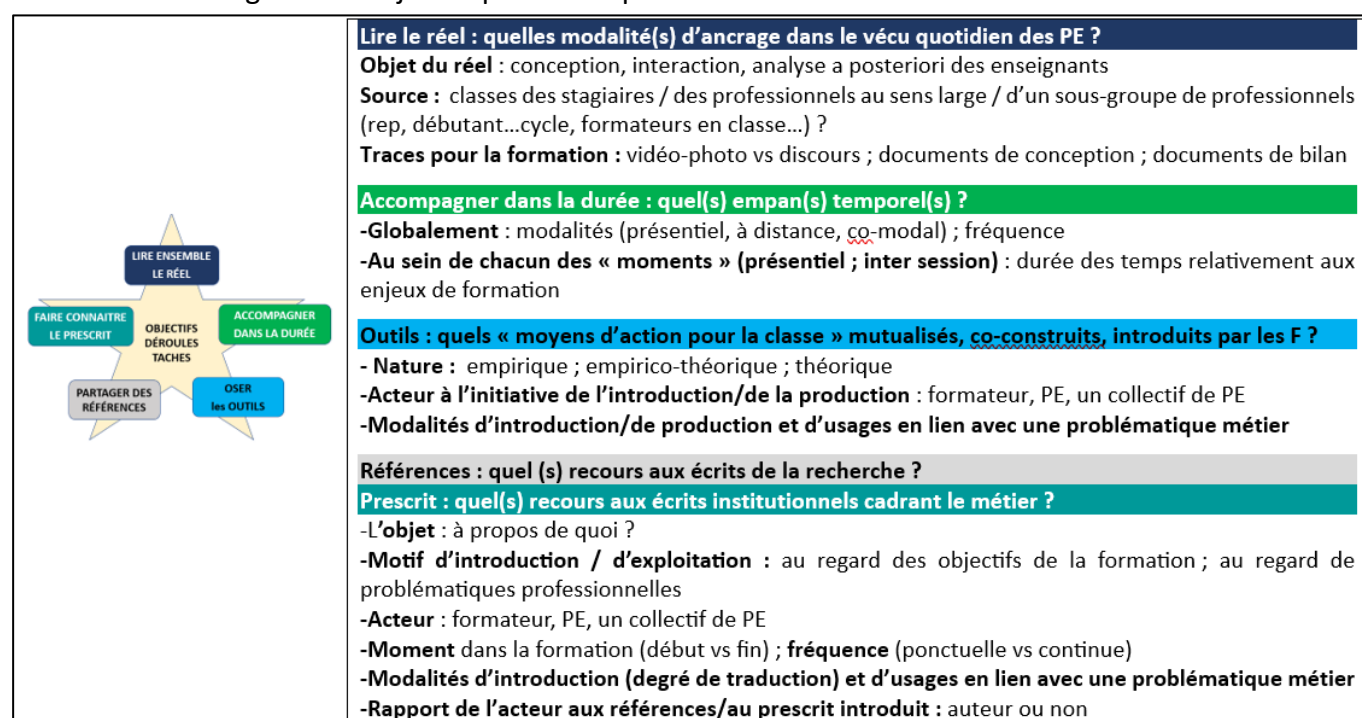 Lire le réel : quelles modalité(s) d'ancrage dans le vécu quotidien des PE ?
Objet du réel : conception, interaction, analyse a posteriori des enseignants
Source : classes des stagiaires / des professionnels au sens large / d'un sous-groupe de professionnels
(rep, débutant…cycle, formateurs en classe…) ?
Traces pour la formation : vidéo-photo vs discours ; documents de conception ; documents de bilan
Accompagner dans la durée : quel(s) empan(s) temporel(s) ?
-Globalement : modalités (présentiel, à distance, co-modal) ; fréquence
-Au sein de chacun des « moments » (présentiel ; inter session) : durée des temps relativement aux
enjeux de formation
Outils : quels « moyens d'action pour la classe » mutualisés, co-construits, introduits par les F ?
- Nature : empirique ; empirico-théorique ; théorique
-Acteur à l'initiative de l'introduction/de la production : formateur, PE, un collectif de PE
-Modalités d'introduction/de production et d'usages en lien avec une problématique métier
Références : quel (s) recours aux écrits de la recherche ?
Prescrit : quel(s) recours aux écrits institutionnels cadrant le métier ?
-L'objet : à propos de quoi ?
-Motif d'introduction / d'exploitation : au regard des objectifs de la formation ; au regard de
problématiques professionnelles
-Acteur : formateur, PE, un collectif de PE
-Moment dans la formation (début vs fin) ; fréquence (ponctuelle vs continue)
-Modalités d'introduction (degré de traduction) et d'usages en lien avec une problématique métier
-Rapport de l'acteur aux références/au prescrit introduit : auteur ou non
LIRE ENSEMBLE
LE RÉEL
FAIRE CONNAITRE
LE PRESCRIT
OBJECTIFS
DÉROULES
TACHES
ACCOMPAGNER
DANS LA DURÉE
PARTAGER DES
RÉFÉRENCES
OSER
les OUTILS